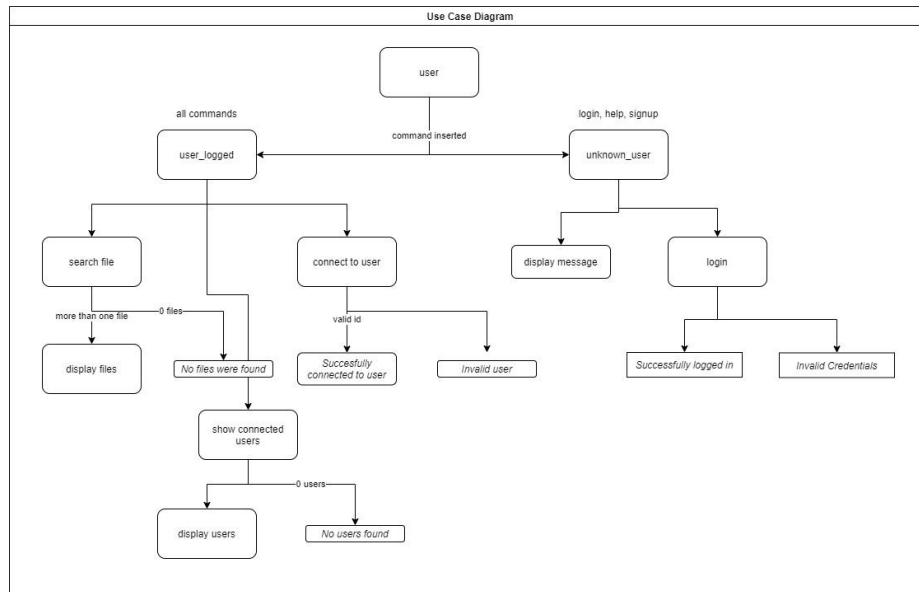 Use Case Diagram
user
all commands
login, help, signup
command inserted
user_logged
unknown_user
search file
connect to user
display message
login
more than one file
0 files
valid id
display files
No files were found
Succesfully
connected to user
Invalid user
Successfully logged in
Invalid Credentials
show connected
users
0 users
display users
No users found